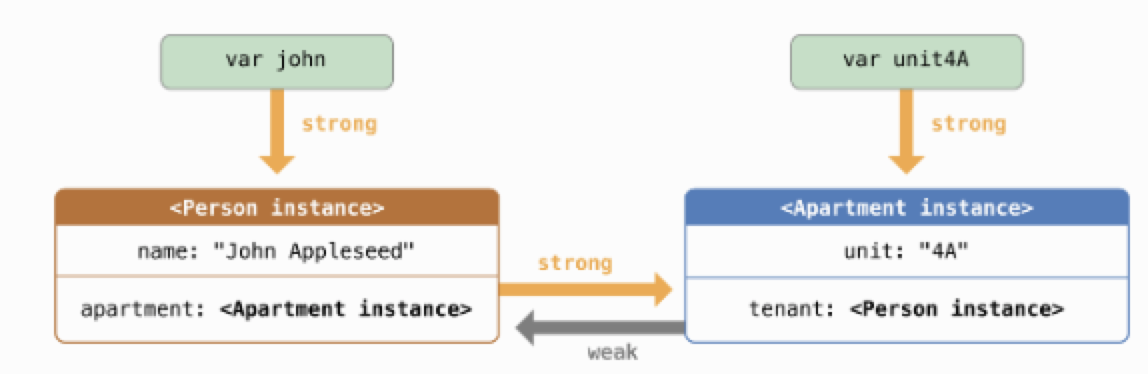 var john
var unit4A
strong
strong
<Person instance>
name: "John Appleseed"
apartment: <Apartment instance>
strong
weak
<Apartment instance>
unit: "4A"
tenant: <Person instance>